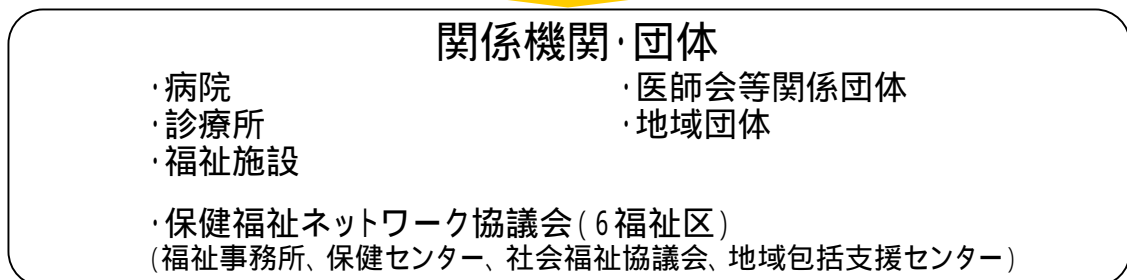 関係機関・団体
・病院
・医師会等関係団体
・診療所
・地域団体
・福祉施設
・保健福祉ネットワーク協議会(6福祉区)
(福祉事務所、保健センター、社会福祉協議会、地域包括支援センター)